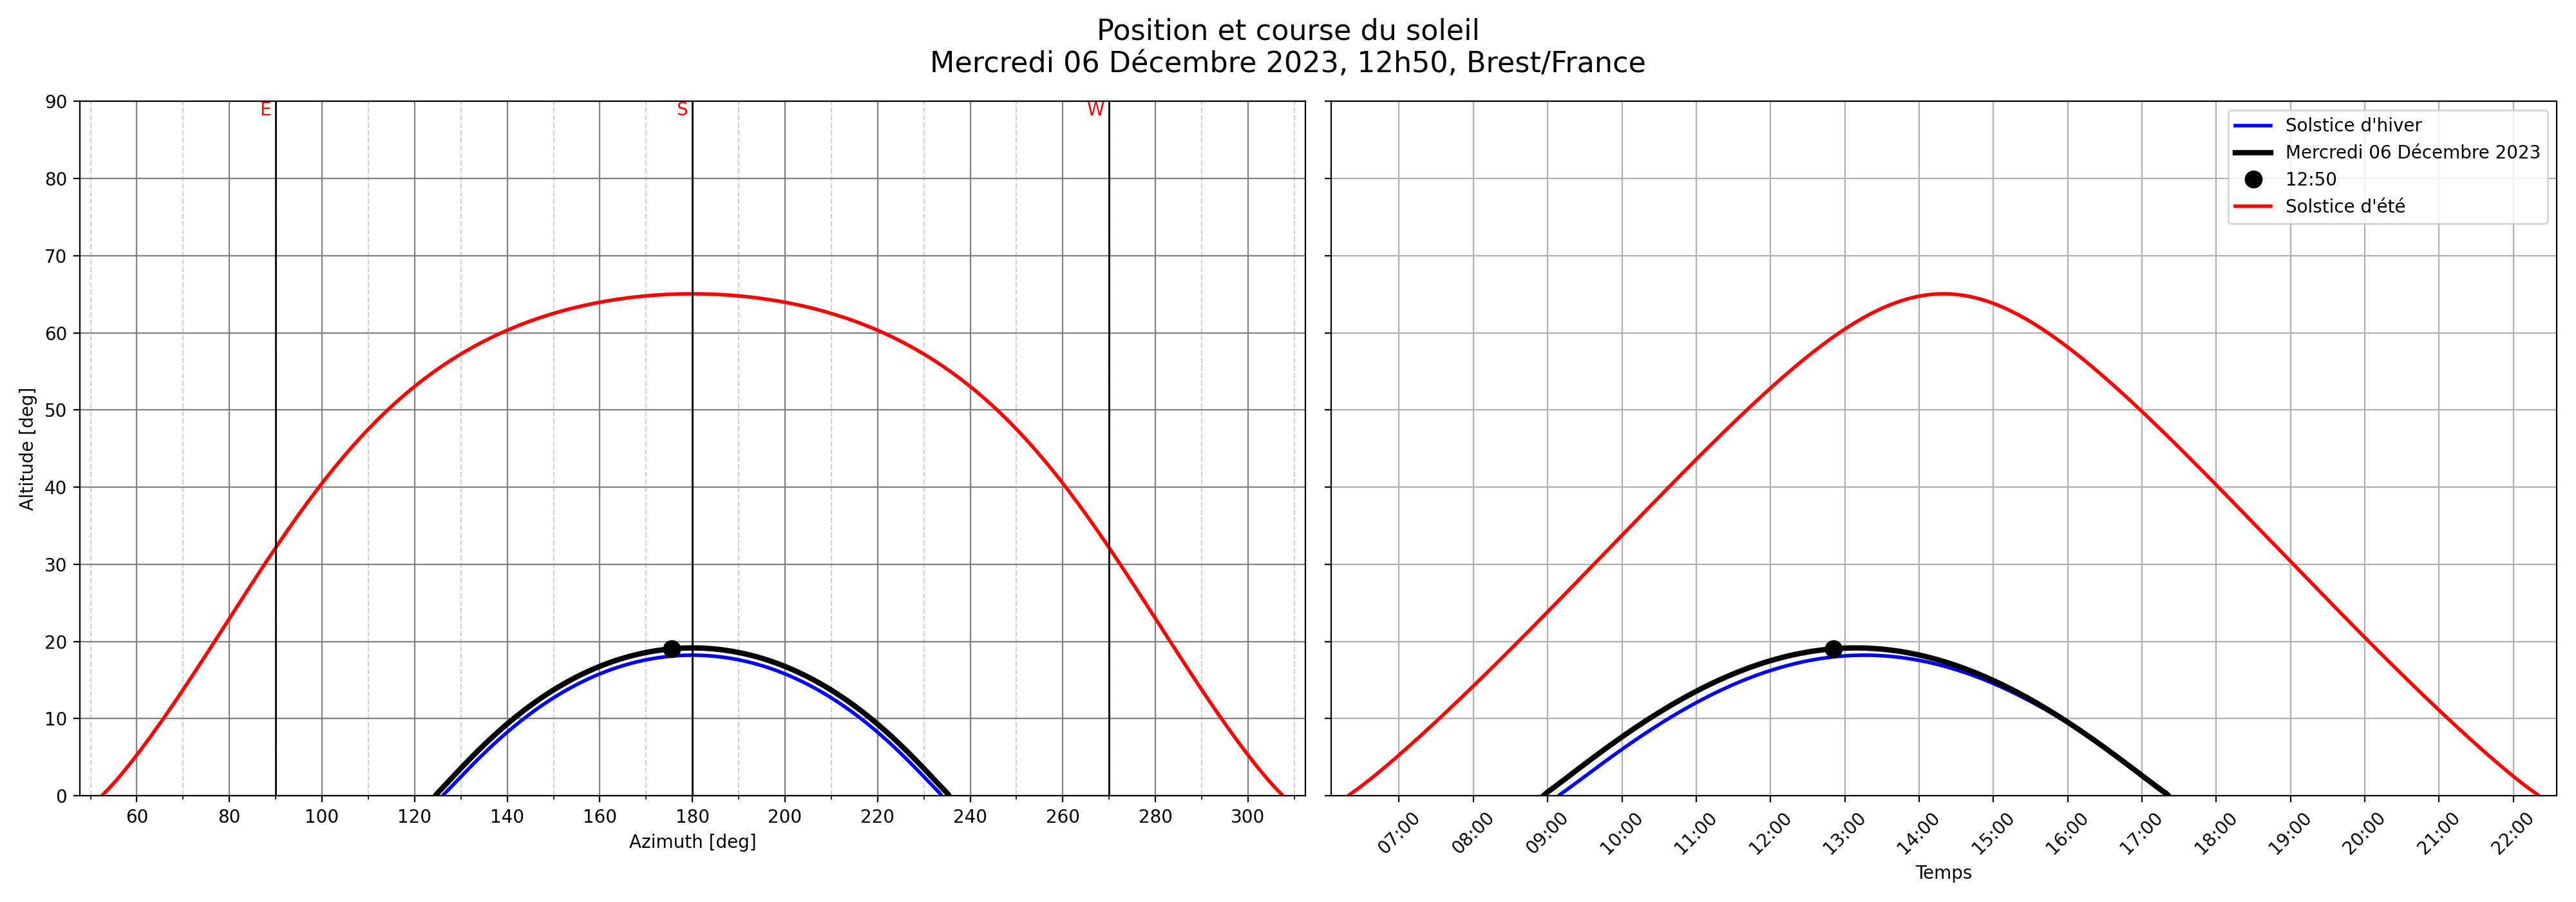 Position et course du soleil
Mercredi 06 Décembre 2023, 12h50, Brest/France
E
S
W
90
80
70
60
50
40
30
20
10
0
Altitude [deg]
60 80 100 120 140 160 180 200 220 240 260 280 300
Azimuth [deg]
Solstice d'hiver
Mercredi 06 Décembre 2023
12:50
Solstice d'été
07:00 08:00 09:00 10:00 11:00 12:00 13:00 14:00 15:00 16:00 17:00 18:00 19:00 20:00 21:00 22:00
Temps